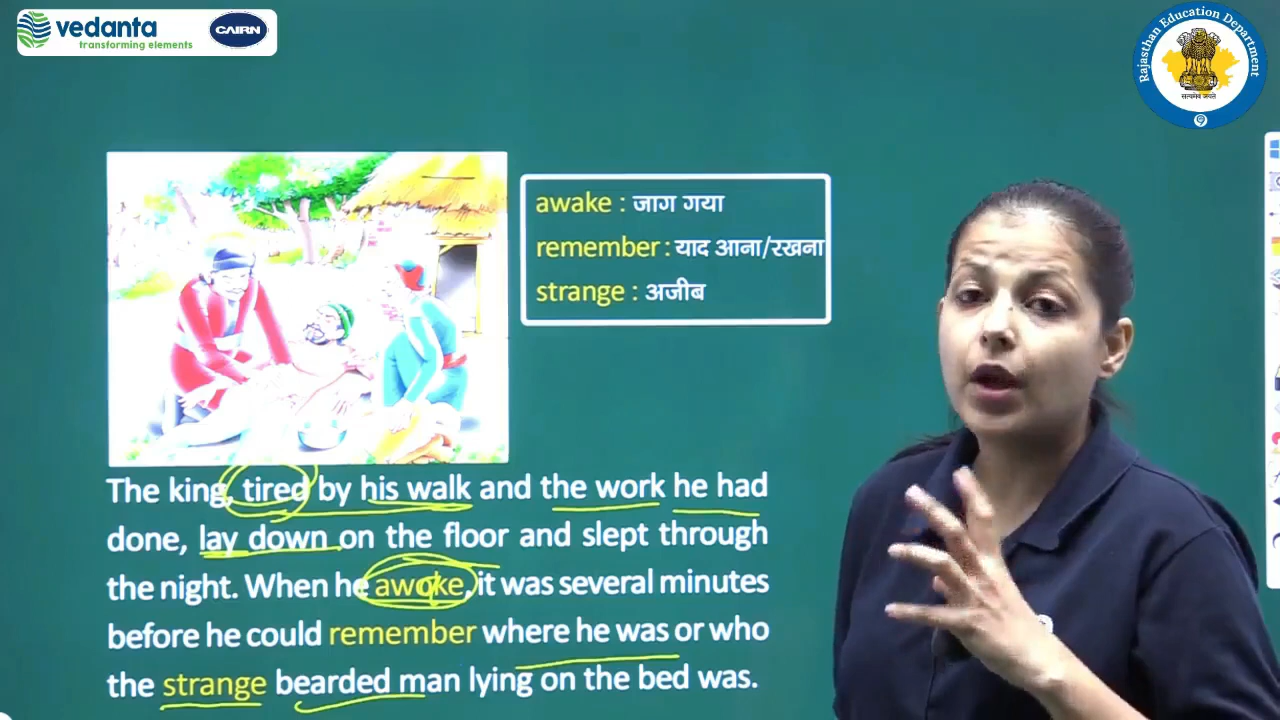 vedanta
transforming elements
CAIRN
Rajasthan Education Department
सत्यमेव जयते
awake : जाग गया
remember : याद आना/रखना
strange : अजीब
The king, tired by his walk and the work he had
done, lay down on the floor and slept through
the night. When he awoke, it was several minutes
before he could remember where he was or who
the strange bearded man lying on the bed was.